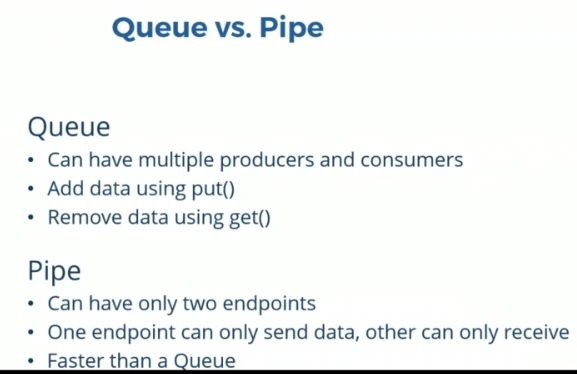 Queue vs. Pipe
Queue
• Can have multiple producers and consumers
• Add data using put()
• Remove data using get()
Pipe
• Can have only two endpoints
• One endpoint can only send data, other can only receive
• Faster than a Queue